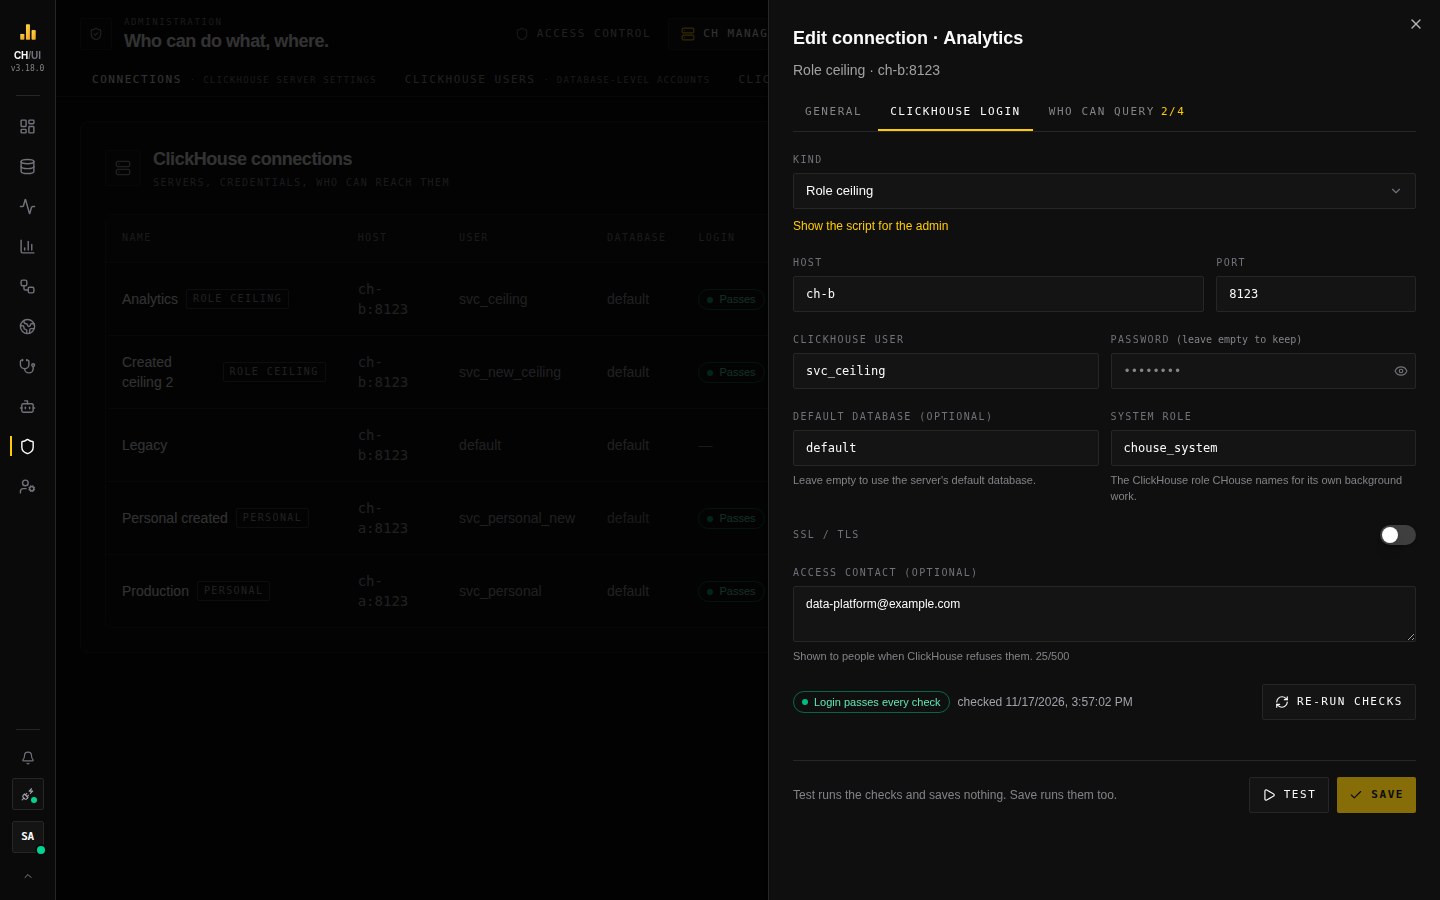 CH/UI
v3.18.0
SA
ADMINISTRATION
Who can do what, where.
ACCESS CONTROL
CH MANAG
CONNECTIONS · CLICKHOUSE SERVER SETTINGS
CLICKHOUSE USERS · DATABASE-LEVEL ACCOUNTS
CLIC
ClickHouse connections
SERVERS, CREDENTIALS, WHO CAN REACH THEM
NAME HOST USER DATABASE LOGIN
Analytics ROLE CEILING ch-b:8123 svc_ceiling default Passes
Created ceiling 2 ROLE CEILING ch-b:8123 svc_new_ceiling default Passes
Legacy ch-b:8123 default default —
Personal created PERSONAL ch-a:8123 svc_personal_new default Passes
Production PERSONAL ch-a:8123 svc_personal default Passes
Edit connection · Analytics
Role ceiling · ch-b:8123
GENERAL CLICKHOUSE LOGIN WHO CAN QUERY 2/4
KIND
Role ceiling
Show the script for the admin
HOST PORT
ch-b 8123
CLICKHOUSE USER PASSWORD (leave empty to keep)
svc_ceiling ••••••••
DEFAULT DATABASE (OPTIONAL) SYSTEM ROLE
default chouse_system
Leave empty to use the server's default database.
The ClickHouse role CHouse names for its own background
work.
SSL / TLS
ACCESS CONTACT (OPTIONAL)
data-platform@example.com
Shown to people when ClickHouse refuses them. 25/500
Login passes every check checked 11/17/2026, 3:57:02 PM RE-RUN CHECKS
Test runs the checks and saves nothing. Save runs them too. TEST SAVE